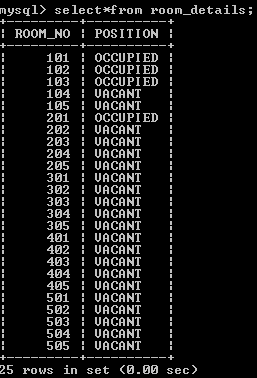 mysql> select*from room_details;
+---------+----------+
| ROOM_NO | POSITION |
+---------+----------+
| 101 | OCCUPIED |
| 102 | OCCUPIED |
| 103 | OCCUPIED |
| 104 | VACANT |
| 105 | VACANT |
| 201 | OCCUPIED |
| 202 | VACANT |
| 203 | VACANT |
| 204 | VACANT |
| 205 | VACANT |
| 301 | VACANT |
| 302 | VACANT |
| 303 | VACANT |
| 304 | VACANT |
| 305 | VACANT |
| 401 | VACANT |
| 402 | VACANT |
| 403 | VACANT |
| 404 | VACANT |
| 405 | VACANT |
| 501 | VACANT |
| 502 | VACANT |
| 503 | VACANT |
| 504 | VACANT |
| 505 | VACANT |
+---------+----------+
25 rows in set (0.00 sec)